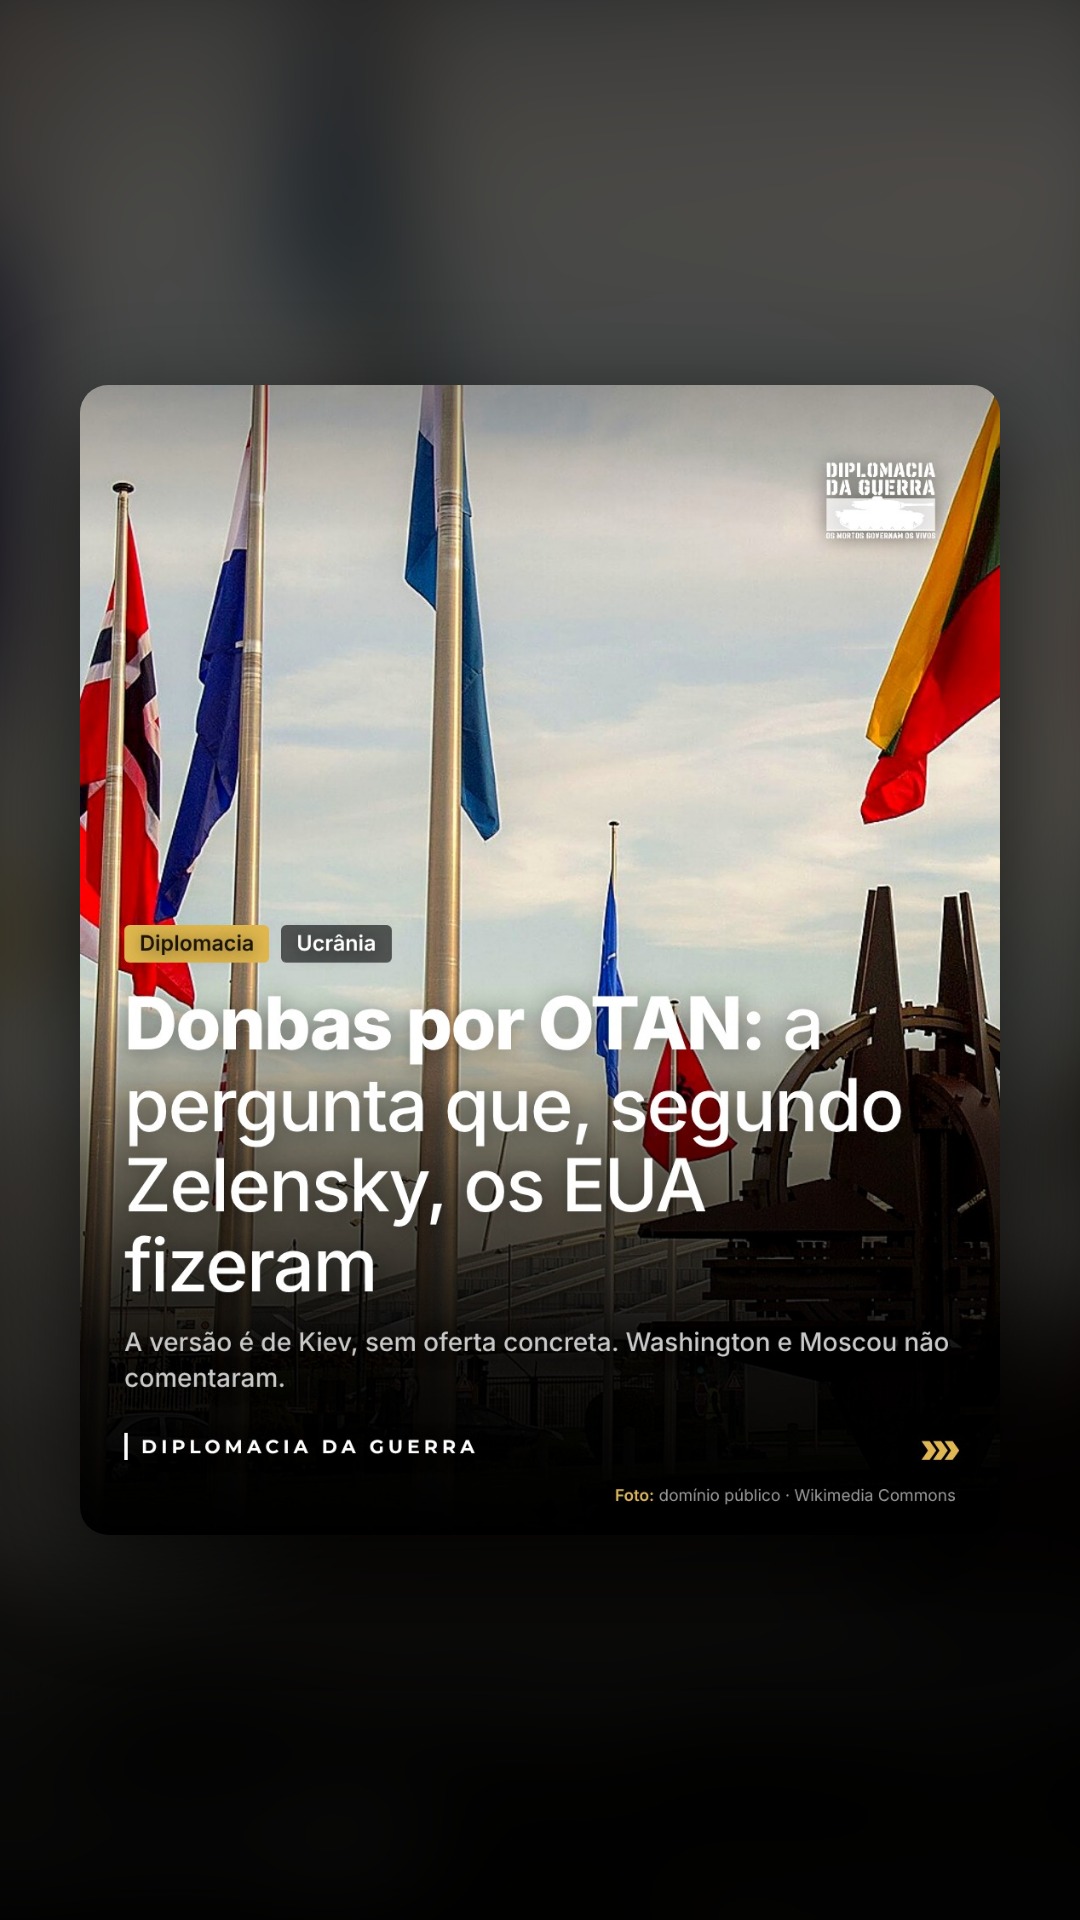 DIPLOMACIA
DA GUERRA
OS MORTOS GOVERNAM OS VIVOS
Diplomacia
Ucrânia
Donbas por OTAN: a
pergunta que, segundo
Zelensky, os EUA
fizeram
A versão é de Kiev, sem oferta concreta. Washington e Moscou não
comentaram.
DIPLOMACIA DA GUERRA
Foto: domínio público · Wikimedia Commons